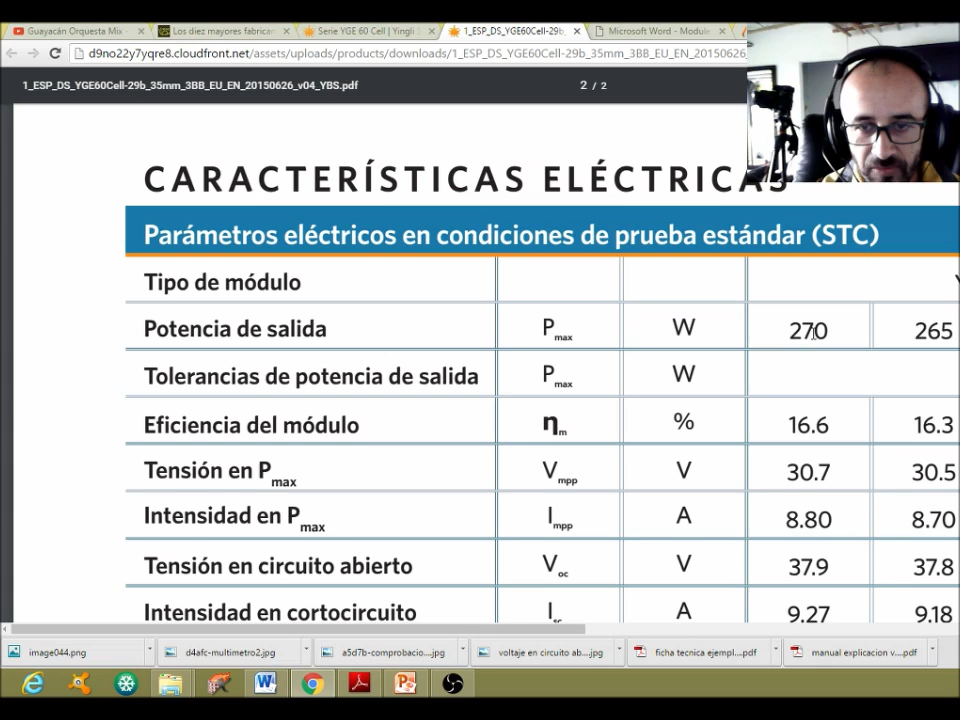 Guayacán Orquesta Mix -
Los diez mayores fabricar
Serie YGE 60 Cell | Yingli
1_ESP_DS_YGE60Cell-29b_
Microsoft Word - Module
d9no22y7yqre8.cloudfront.net/assets/uploads/products/downloads/1_ESP_DS_YGE60Cell-29b_35mm_3BB_EU_EN_20150626
1_ESP_DS_YGE60Cell-29b_35mm_3BB_EU_EN_20150626_v04_YBS.pdf 2 / 2
CARACTERÍSTICAS ELÉCTRICAS
Parámetros eléctricos en condiciones de prueba estándar (STC)
Tipo de módulo
Potencia de salida Pmax W 270 265
Tolerancias de potencia de salida Pmax W
Eficiencia del módulo ηm % 16.6 16.3
Tensión en Pmax Vmpp V 30.7 30.5
Intensidad en Pmax Impp A 8.80 8.70
Tensión en circuito abierto Voc V 37.9 37.8
Intensidad en cortocircuito Isc A 9.27 9.18
image044.png d4afc-multimetro2.jpg a5d7b-comprobacio....jpg voltaje en circuito ab....jpg ficha tecnica ejempl....pdf manual explicacion v....pdf